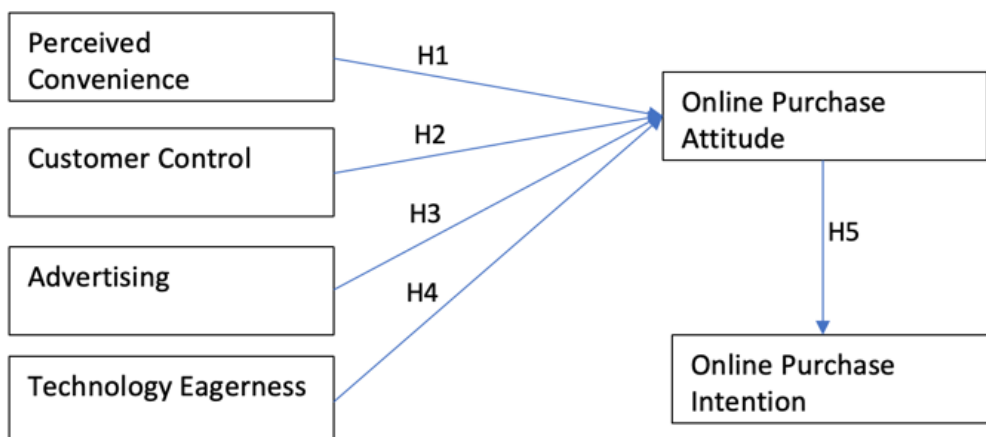 Perceived
Convenience
H1
Customer Control
H2
Advertising
H3
Technology Eagerness
H4
Online Purchase
Attitude
H5
Online Purchase
Intention